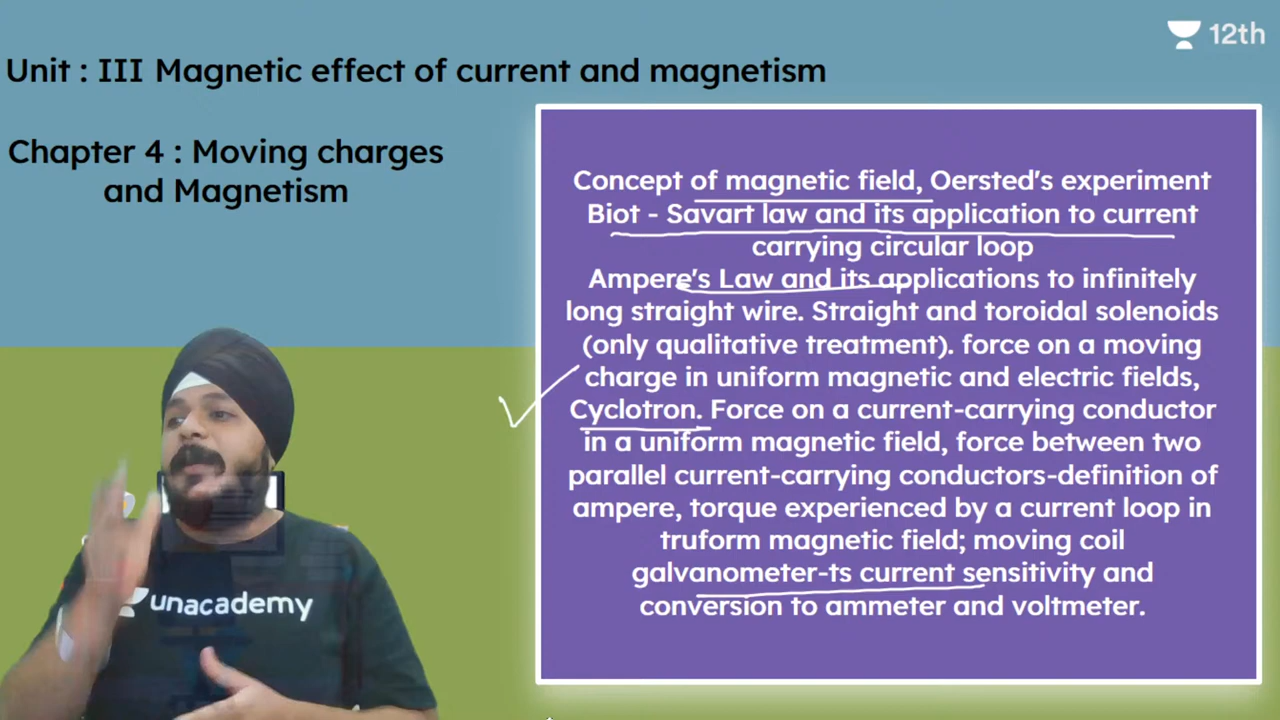 12th
Unit : III Magnetic effect of current and magnetism
Chapter 4 : Moving charges
and Magnetism
Concept of magnetic field, Oersted's experiment
Biot - Savart law and its application to current
carrying circular loop
Ampere's Law and its applications to infinitely
long straight wire. Straight and toroidal solenoids
(only qualitative treatment). force on a moving
charge in uniform magnetic and electric fields,
Cyclotron. Force on a current-carrying conductor
in a uniform magnetic field, force between two
parallel current-carrying conductors-definition of
ampere, torque experienced by a current loop in
truform magnetic field; moving coil
galvanometer-ts current sensitivity and
conversion to ammeter and voltmeter.
unacademy